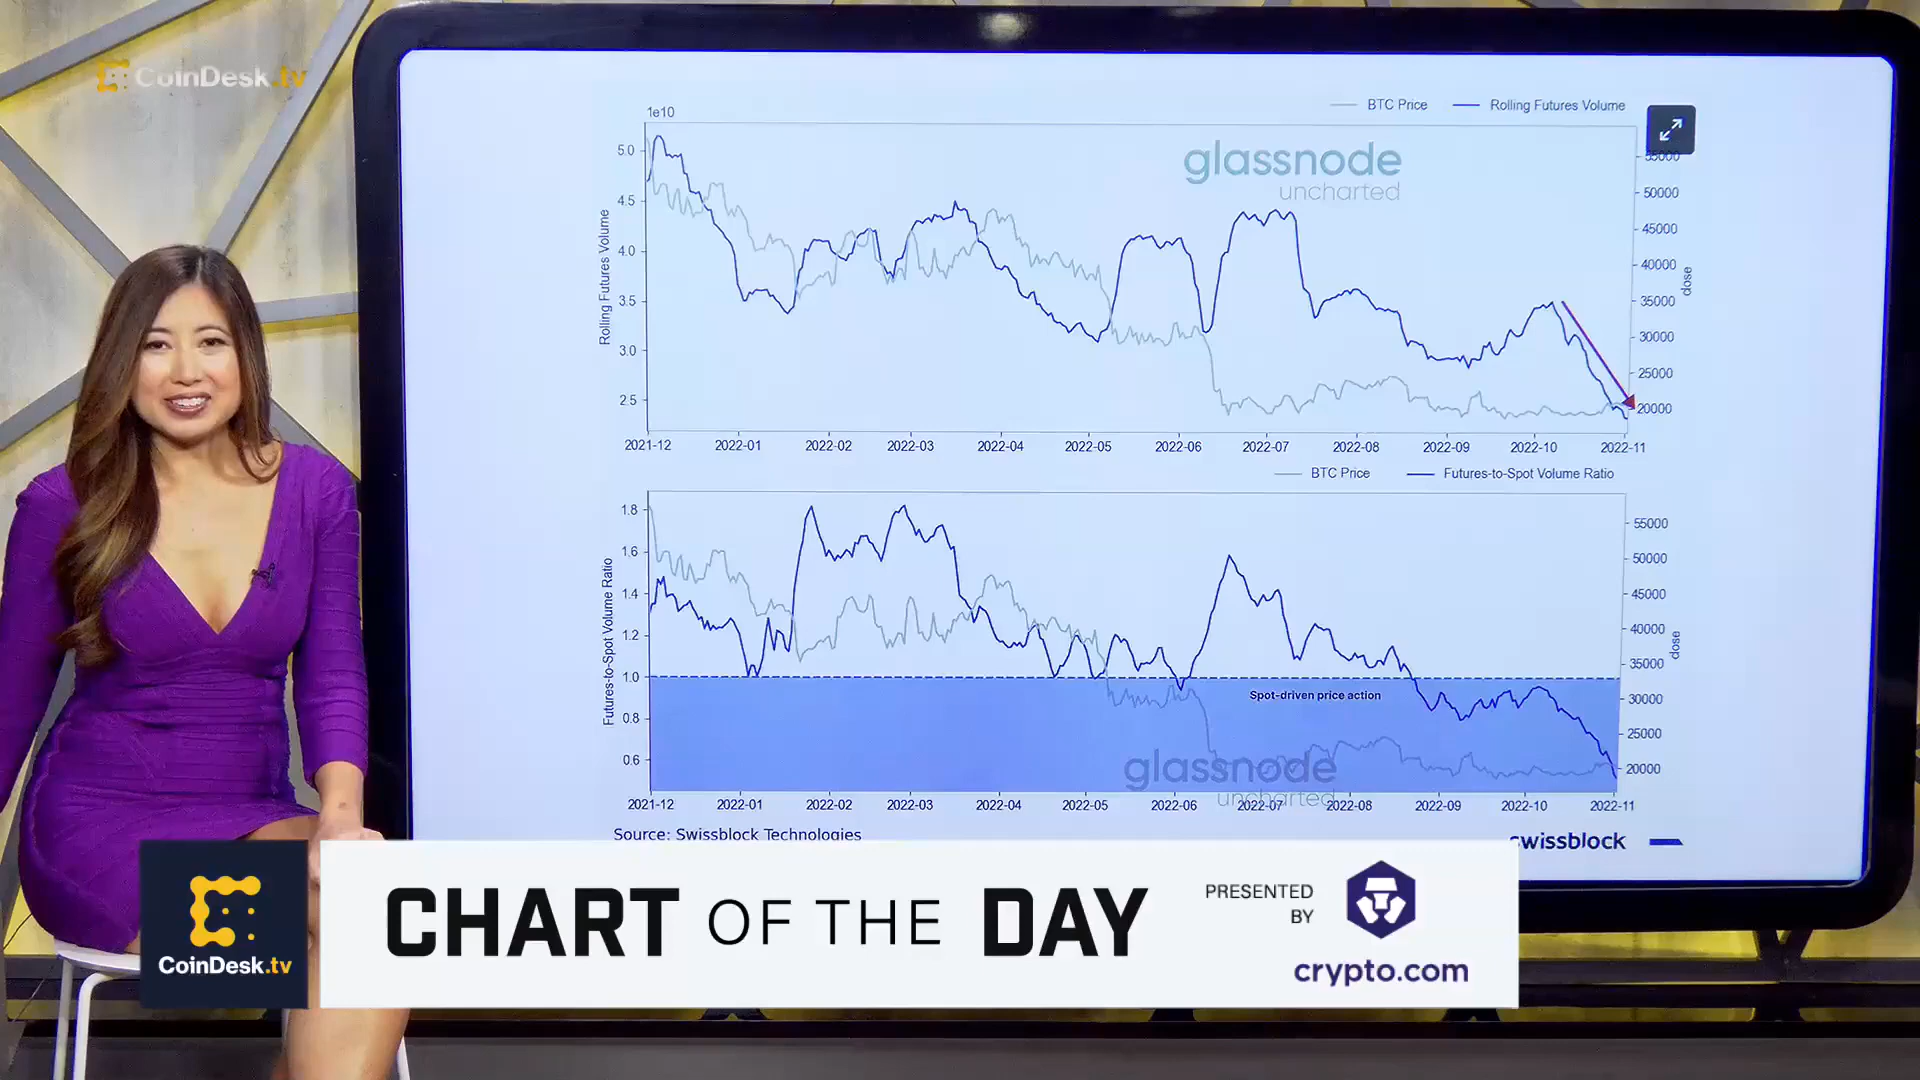 CoinDesk.tv
1e10
BTC Price
Rolling Futures Volume
glassnode
uncharted
Rolling Futures Volume
5.0
4.5
4.0
3.5
3.0
2.5
55000
50000
45000
40000
35000
30000
25000
20000
close
2021-12 2022-01 2022-02 2022-03 2022-04 2022-05 2022-06 2022-07 2022-08 2022-09 2022-10 2022-11
BTC Price
Futures-to-Spot Volume Ratio
Futures-to-Spot Volume Ratio
1.8
1.6
1.4
1.2
1.0
0.8
0.6
Spot-driven price action
55000
50000
45000
40000
35000
30000
25000
20000
close
glassnode
uncharted
2021-12 2022-01 2022-02 2022-03 2022-04 2022-05 2022-06 2022-07 2022-08 2022-09 2022-10 2022-11
Source: Swissblock Technologies
swissblock
CoinDesk.tv
CHART OF THE DAY
PRESENTED
BY
crypto.com